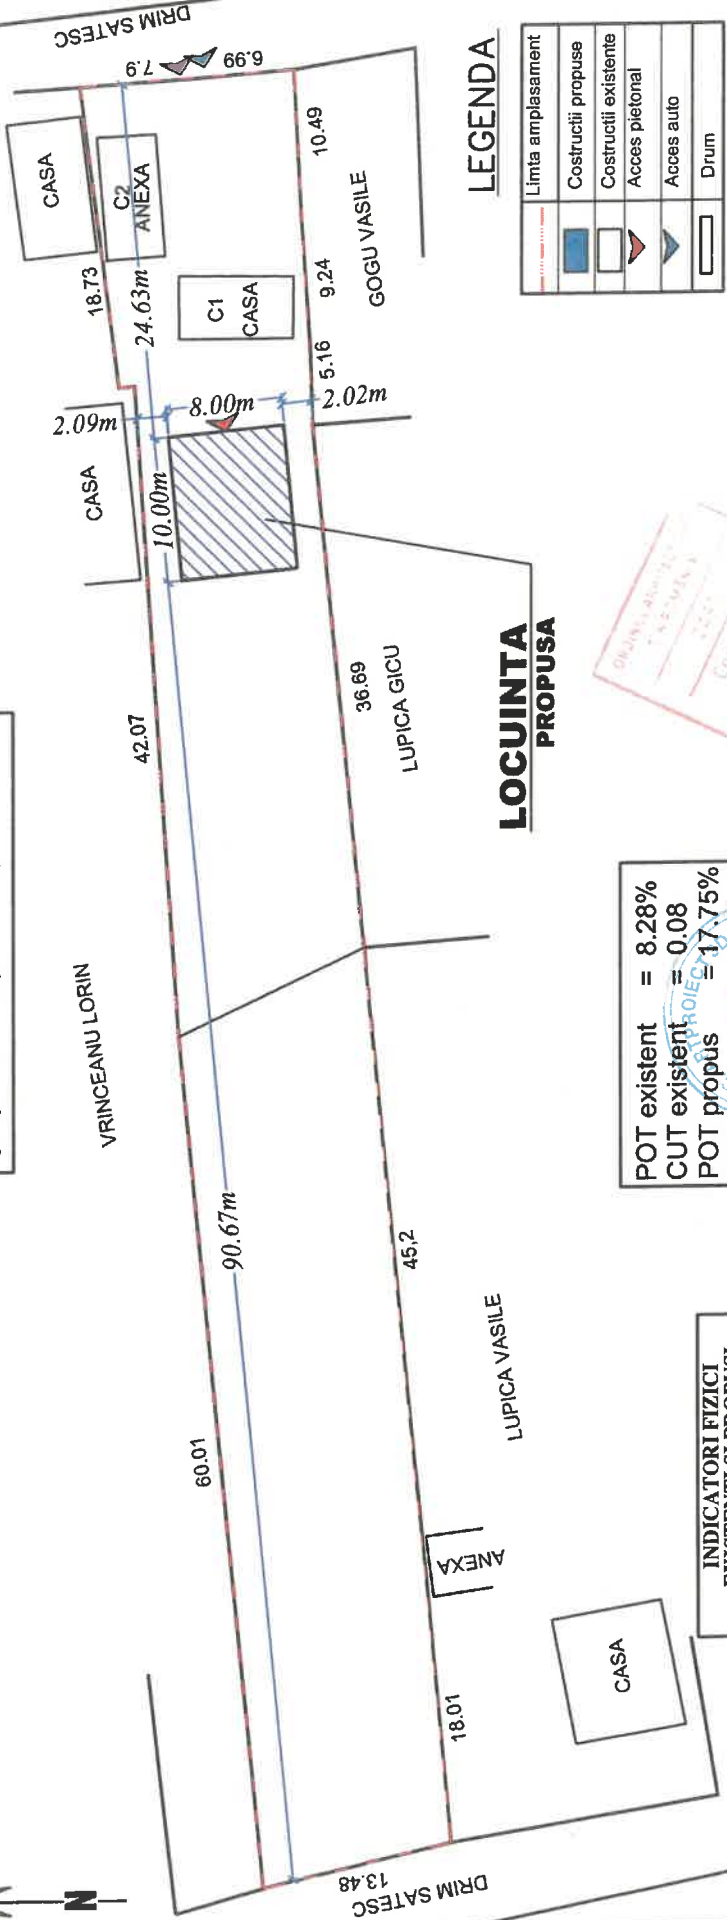 DRIM SATESC
7.9
6.99
CASA
C2
ANEXA
18.73
24.63m
C1
CASA
10.49
9.24
5.16
GOGU VASILE
2.09m
8.00m
2.02m
CASA
10.00m
42.07
36.69
LUPICA GICU
LOCUINTA
PROPUSA
VRINCEANU LORIN
90.67m
60.01
45,2
LUPICA VASILE
ANEXA
18.01
CASA
13.48
DRIM SATESC
N
LEGENDA
Limta amplasament
Costructii propuse
Costructii existente
Acces pietonal
Acces auto
Drum
POT existent = 8.28%
CUT existent = 0.08
POT propus = 17.75%
INDICATORI FIZICI
EXISTENTI SI PROPUSI